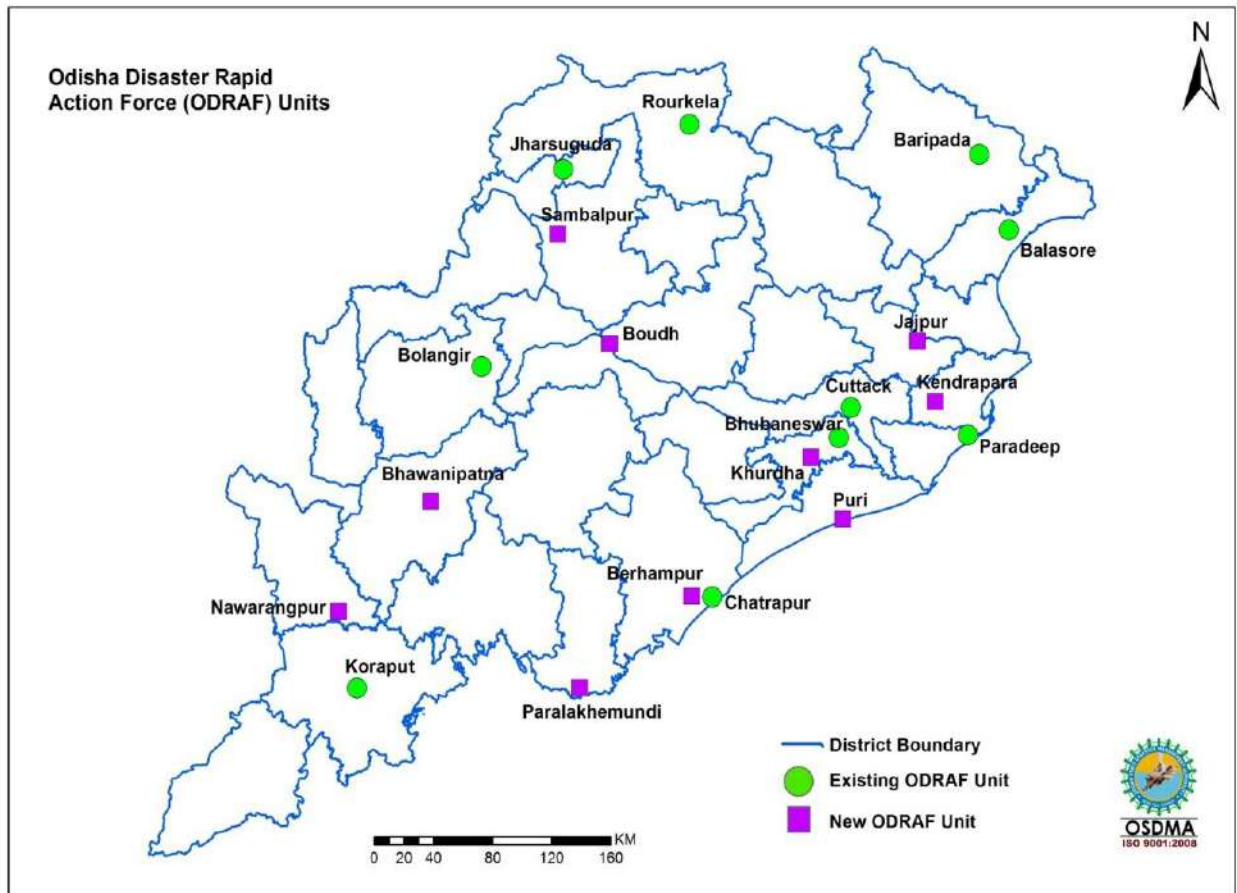 Odisha Disaster Rapid
Action Force (ODRAF) Units
N
Rourkela
Jharsuguda
Baripada
Sambalpur
Balasore
Boudh
Jajpur
Bolangir
Cuttack
Kendrapara
Bhubaneswar
Paradeep
Khurdha
Bhawanipatna
Puri
Berhampur
Chatrapur
Nawarangpur
Koraput
Paralakhemundi
District Boundary
Existing ODRAF Unit
New ODRAF Unit
KM
0 20 40 80 120 160
OSDMA
ISO 9001:2008